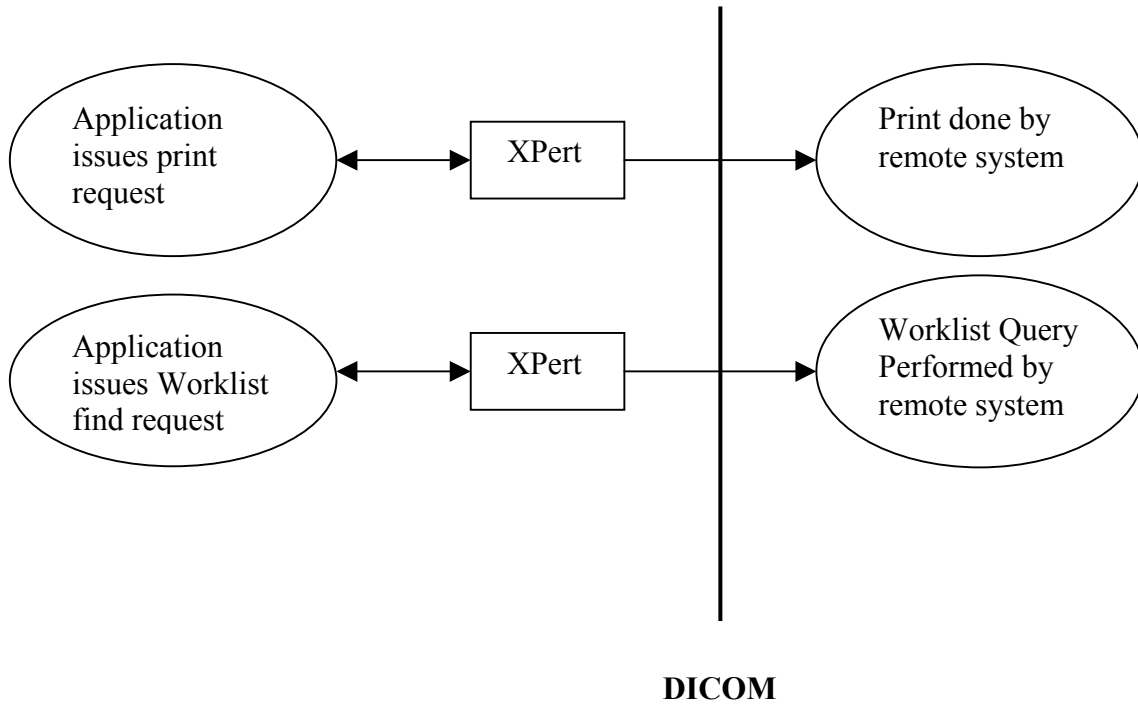 Application
issues print
request
XPert
Print done by
remote system
Application
issues Worklist
find request
XPert
Worklist Query
Performed by
remote system
DICOM